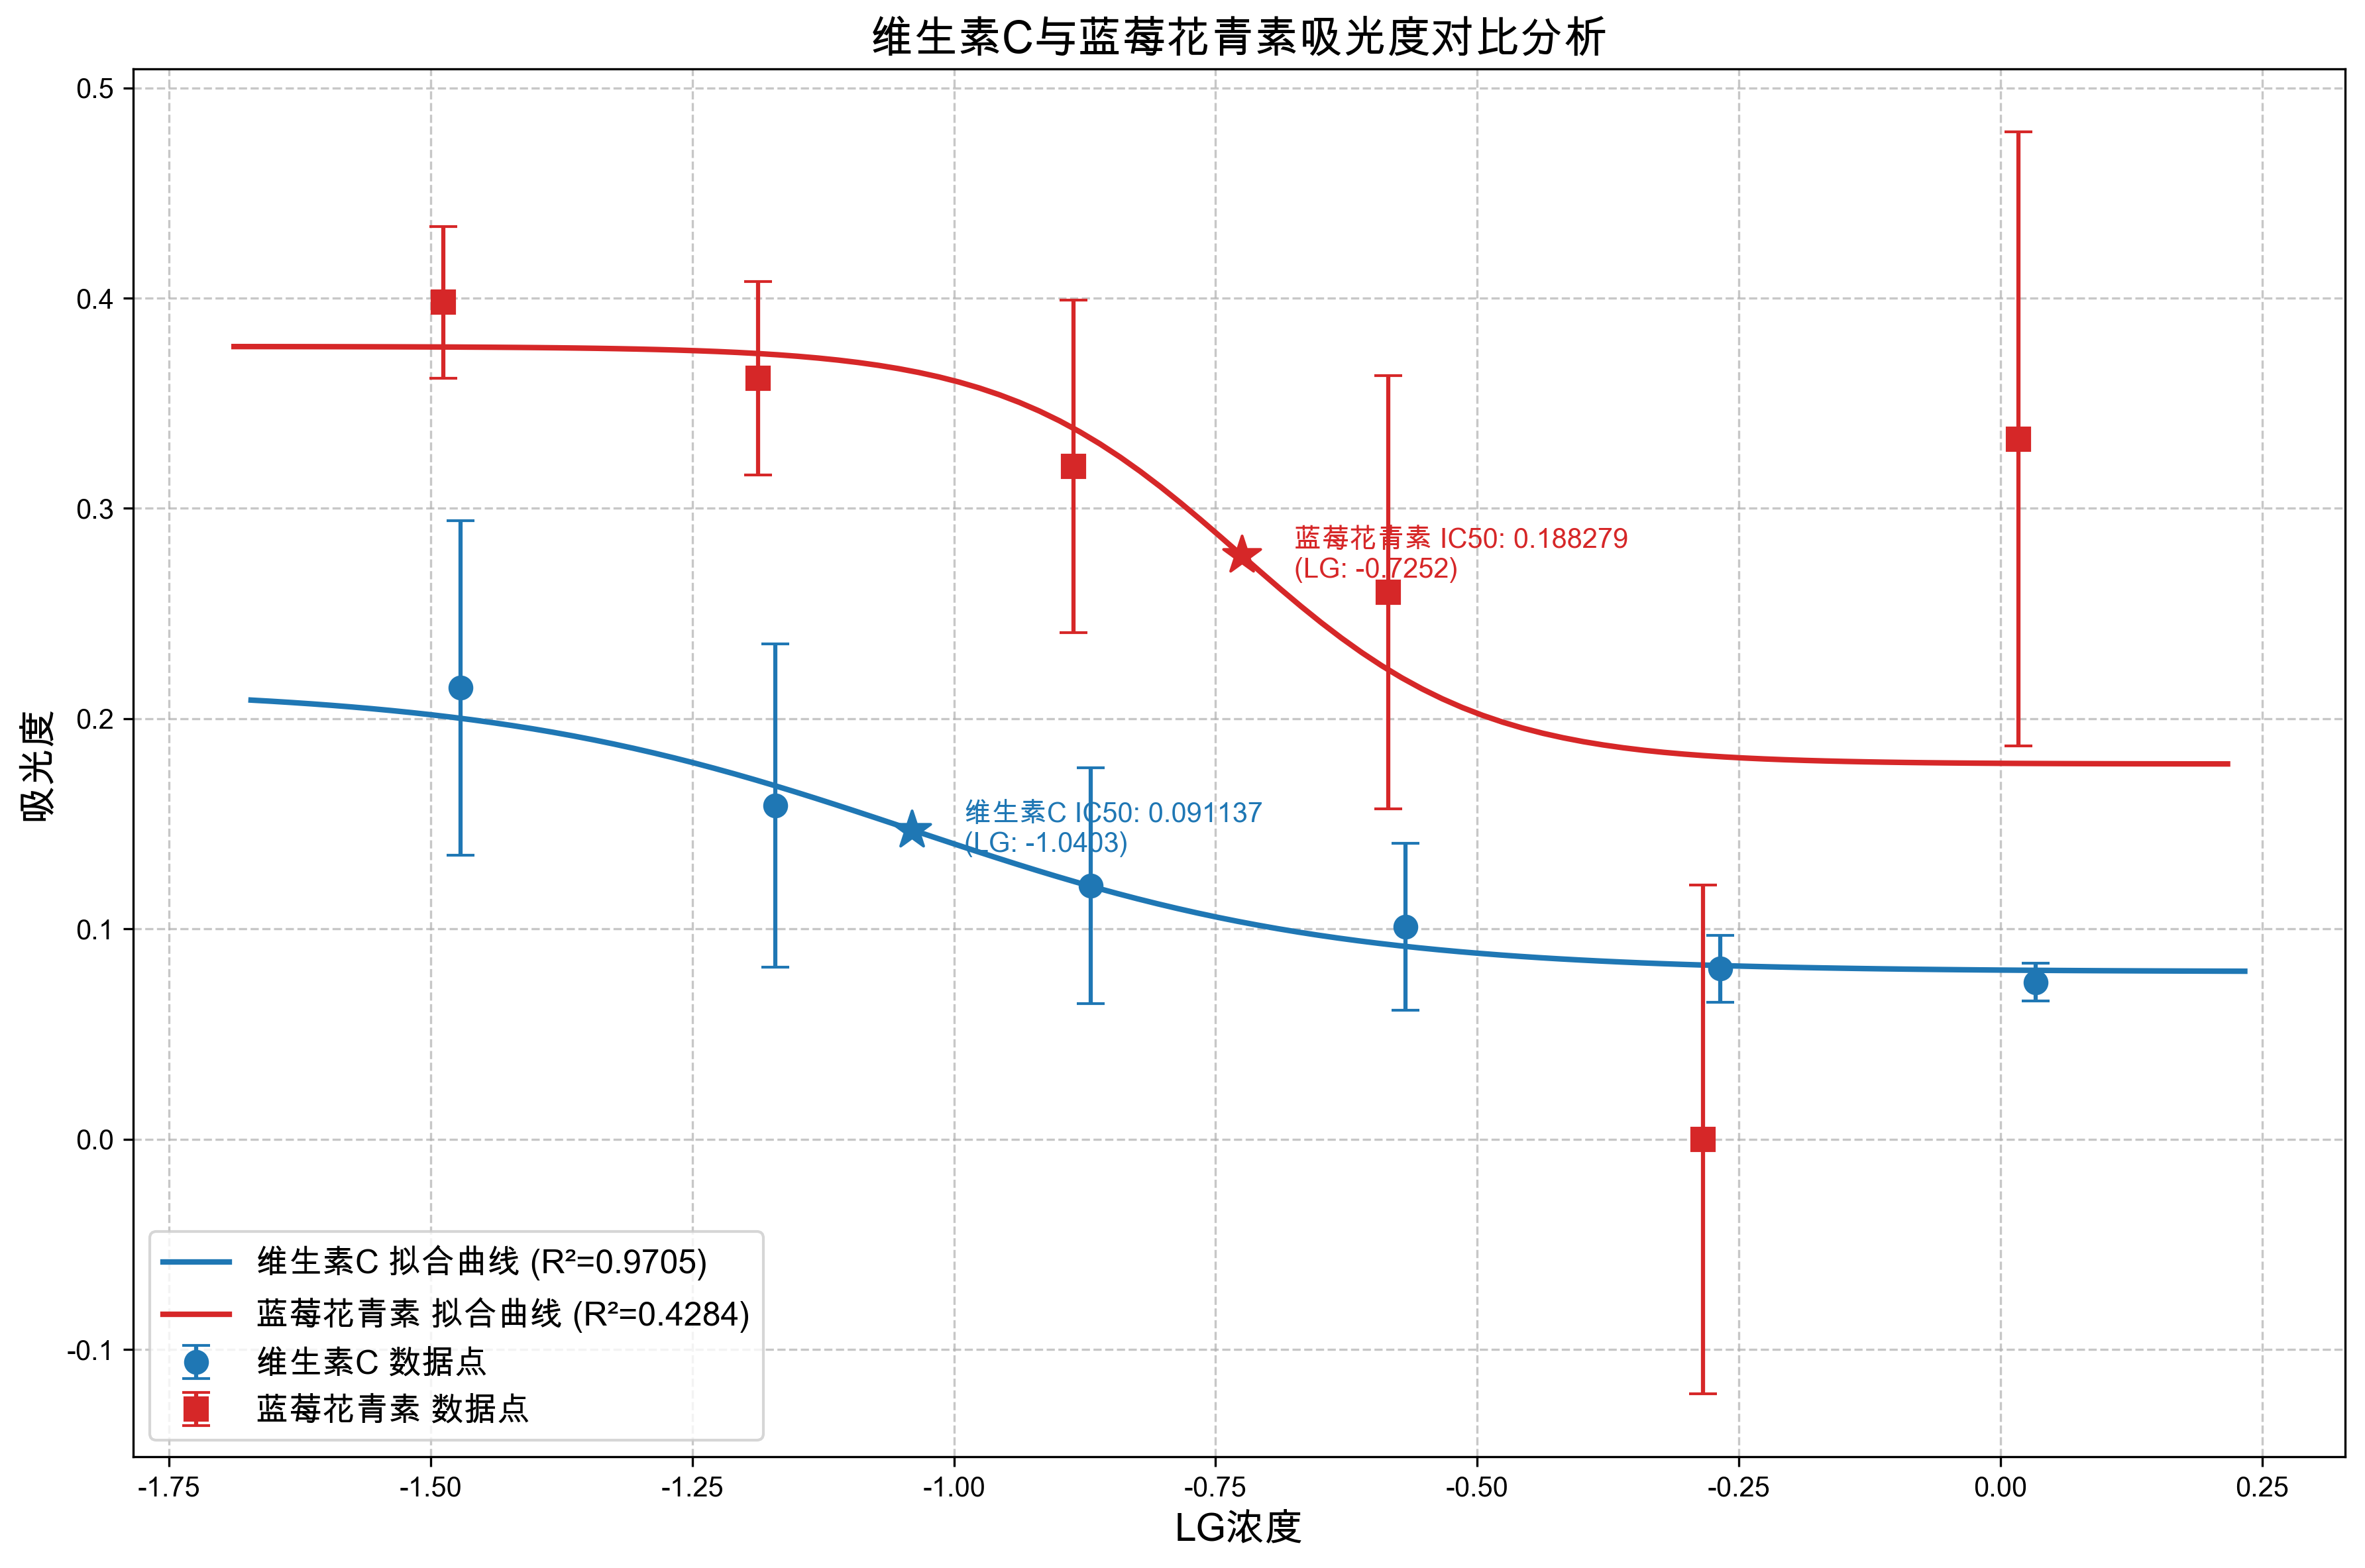 维生素C与蓝莓花青素吸光度对比分析
吸光度
0.5
0.4
0.3
0.2
0.1
0.0
-0.1
蓝莓花青素 IC50: 0.188279
(LG: -0.7252)
维生素C IC50: 0.091137
(LG: -1.0403)
维生素C 拟合曲线 (R²=0.9705)
蓝莓花青素 拟合曲线 (R²=0.4284)
维生素C 数据点
蓝莓花青素 数据点
-1.75
-1.50
-1.25
-1.00
-0.75
-0.50
-0.25
0.00
0.25
LG浓度